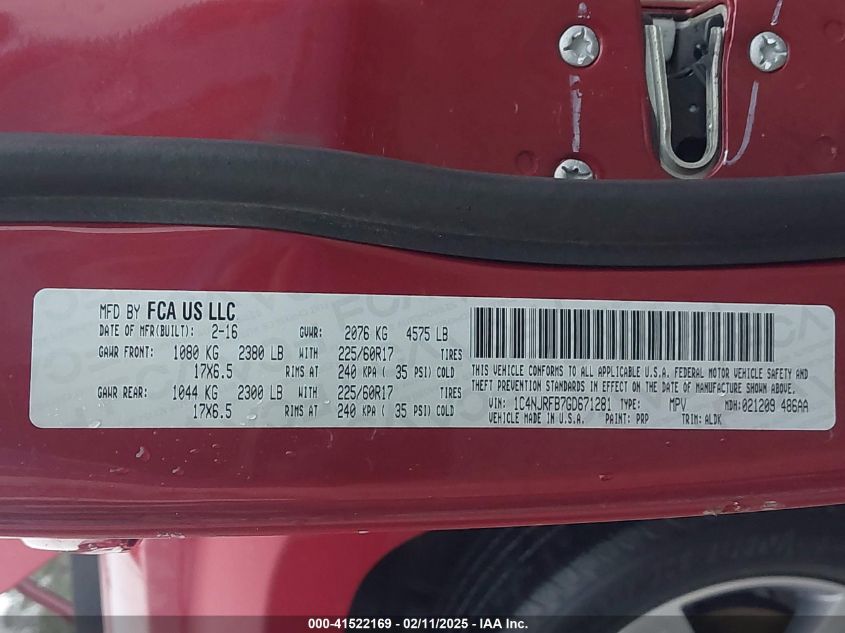 MFD BY FCA US LLC
DATE OF MFR(BUILT): 2-16 GVWR: 2076 KG 4575 LB
GAWR FRONT: 1080 KG 2380 LB WITH 225/60R17 TIRES
17X6.5 RIMS AT 240 KPA ( 35 PSI) COLD
GAWR REAR: 1044 KG 2300 LB WITH 225/60R17 TIRES
17X6.5 RIMS AT 240 KPA ( 35 PSI) COLD
THIS VEHICLE CONFORMS TO ALL APPLICABLE U.S.A. FEDERAL MOTOR VEHICLE SAFETY AND
THEFT PREVENTION STANDARDS IN EFFECT ON THE DATE OF MANUFACTURE SHOWN ABOVE.
VIN: 1C4NJRFB7GD671281 TYPE: MPV MDH: 021209 486AA
VEHICLE MADE IN U.S.A. PAINT: PRP TRIM: ALDK
000-41522169 - 02/11/2025 - IAA Inc.